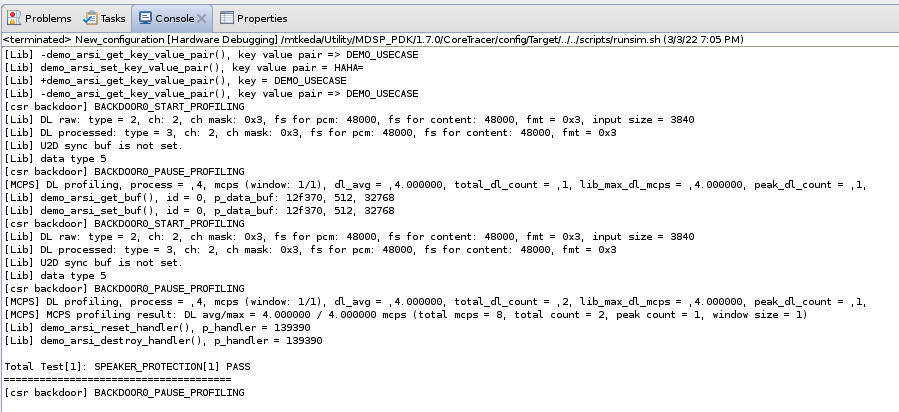 Problems Tasks Console Properties
<terminated> New_configuration [Hardware Debugging] /mtkeda/Utility/MDSP_PDK/1.7.0/CoreTracer/config/Target/../../scripts/runsim.sh (3/3/22 7:05 PM)
[Lib] -demo_arsi_get_key_value_pair(), key value pair => DEMO_USECASE
[Lib] demo_arsi_set_key_value_pair(), key value pair = HAHA=
[Lib] +demo_arsi_get_key_value_pair(), key = DEMO_USECASE
[Lib] -demo_arsi_get_key_value_pair(), key value pair => DEMO_USECASE
[csr backdoor] BACKDOOR0_START_PROFILING
[Lib] DL raw: type = 2, ch: 2, ch mask: 0x3, fs for pcm: 48000, fs for content: 48000, fmt = 0x3, input size = 3840
[Lib] DL processed: type = 3, ch: 2, ch mask: 0x3, fs for pcm: 48000, fs for content: 48000, fmt = 0x3
[Lib] U2D sync buf is not set.
[Lib] data type 5
[csr backdoor] BACKDOOR0_PAUSE_PROFILING
[MCPS] DL profiling, process = ,4, mcps (window: 1/1), dl_avg = ,4.000000, total_dl_count = ,1, lib_max_dl_mcps = ,4.000000, peak_dl_count = ,1,
[Lib] demo_arsi_get_buf(), id = 0, p_data_buf: 12f370, 512, 32768
[Lib] demo_arsi_set_buf(), id = 0, p_data_buf: 12f370, 512, 32768
[csr backdoor] BACKDOOR0_START_PROFILING
[Lib] DL raw: type = 2, ch: 2, ch mask: 0x3, fs for pcm: 48000, fs for content: 48000, fmt = 0x3, input size = 3840
[Lib] DL processed: type = 3, ch: 2, ch mask: 0x3, fs for pcm: 48000, fs for content: 48000, fmt = 0x3
[Lib] U2D sync buf is not set.
[Lib] data type 5
[csr backdoor] BACKDOOR0_PAUSE_PROFILING
[MCPS] DL profiling, process = ,4, mcps (window: 1/1), dl_avg = ,4.000000, total_dl_count = ,2, lib_max_dl_mcps = ,4.000000, peak_dl_count = ,1,
[MCPS] MCPS profiling result: DL avg/max = 4.000000 / 4.000000 mcps (total mcps = 8, total count = 2, peak count = 1, window size = 1)
[Lib] demo_arsi_reset_handler(), p_handler = 139390
[Lib] demo_arsi_destroy_handler(), p_handler = 139390
Total Test[1]: SPEAKER_PROTECTION[1] PASS
======================================
[csr backdoor] BACKDOOR0_PAUSE_PROFILING